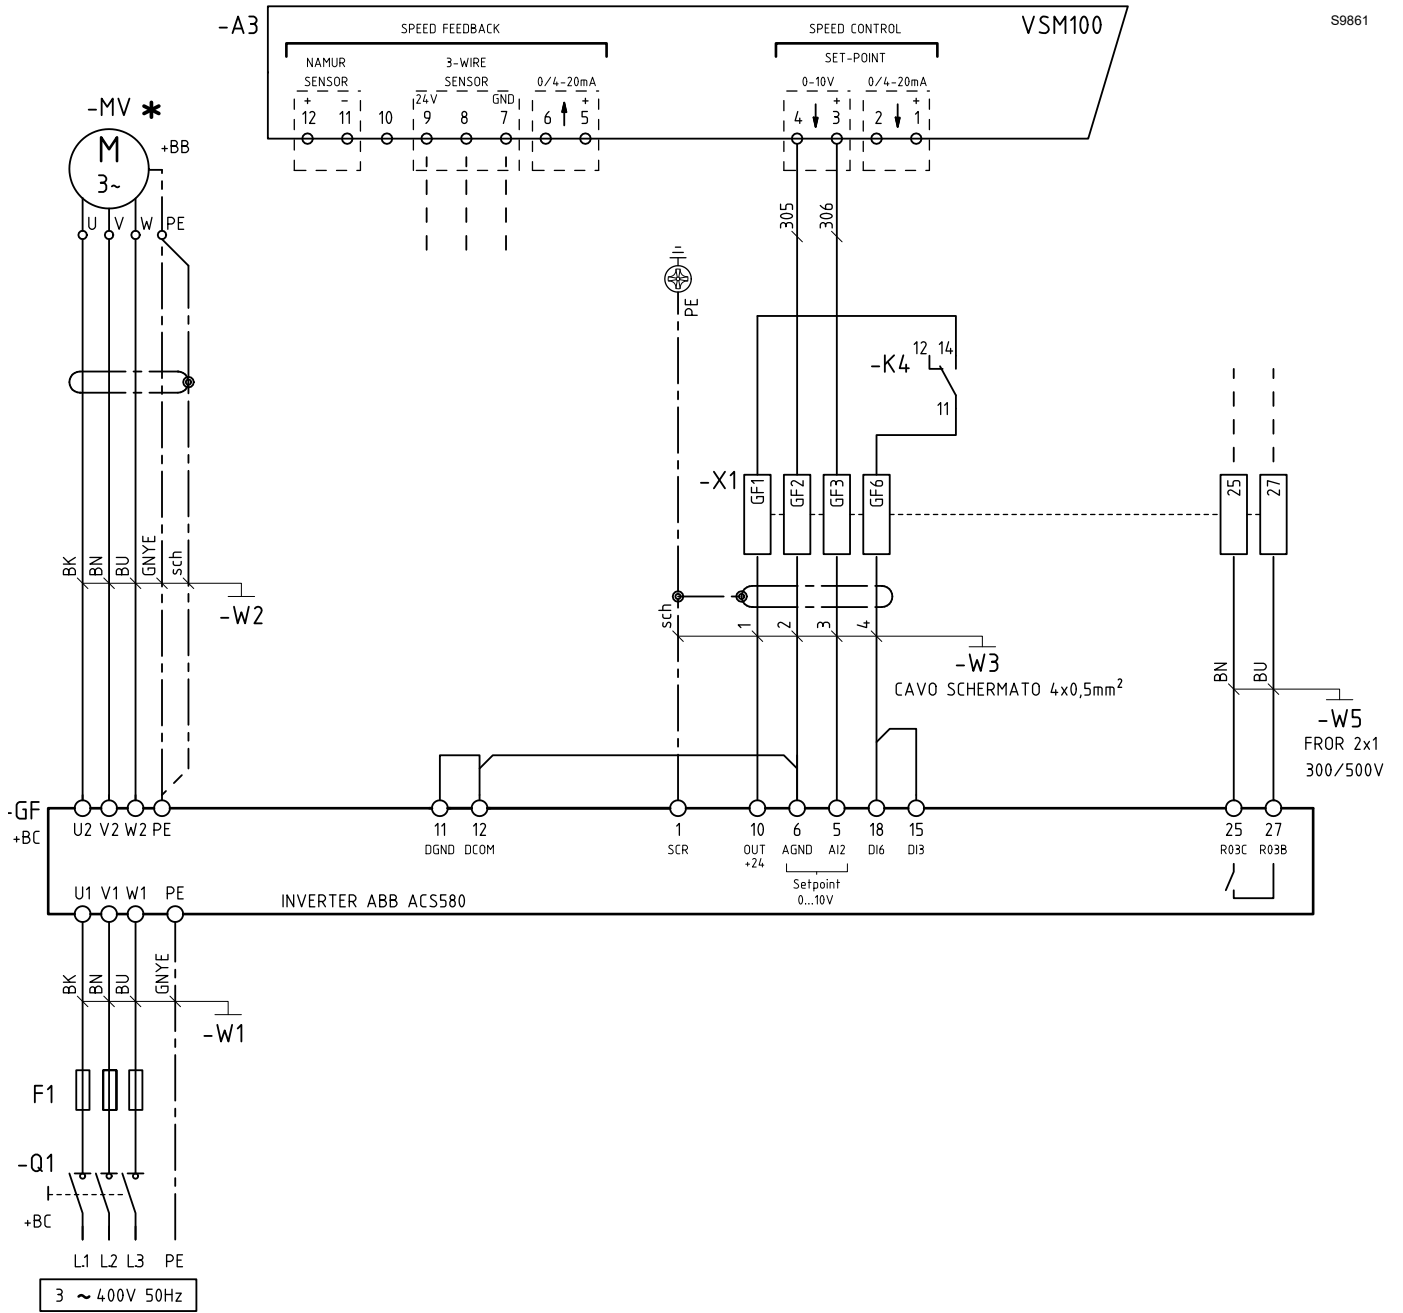 S9861
-A3
SPEED FEEDBACK
SPEED CONTROL
VSM100
SET-POINT
NAMUR
SENSOR
3-WIRE
SENSOR
0/4-20mA
0-10V
0/4-20mA
+ - 24V GND + + +
12 11 10 9 8 7 6 5 4 3 2 1
-MV *
M
3~
+BB
U V W PE
305 306
PE
-K4
12 14
11
-X1
GF1 GF2 GF3 GF6 25 27
BK BN BU GNYE sch
-W2
sch 1 2 3 4
-W3
CAVO SCHERMATO 4x0,5mm²
BN BU
-W5
FROR 2x1
300/500V
-GF
+BC
U2 V2 W2 PE
11 12 1 10 6 5 18 15 25 27
DGND DCOM SCR OUT AGND AI2 DI6 DI3 R03C R03B
+24
Setpoint
0...10V
U1 V1 W1 PE
INVERTER ABB ACS580
BK BN BU GNYE
-W1
F1
-Q1
+BC
L1 L2 L3 PE
3 ~ 400V 50Hz